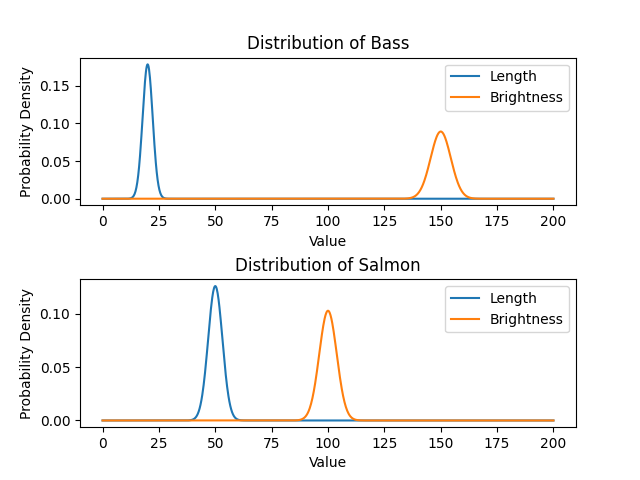 Distribution of Bass
Probability Density
0.15
0.10
0.05
0.00
Length
Brightness
0 25 50 75 100 125 150 175 200
Value
Distribution of Salmon
Probability Density
0.10
0.05
0.00
Length
Brightness
0 25 50 75 100 125 150 175 200
Value